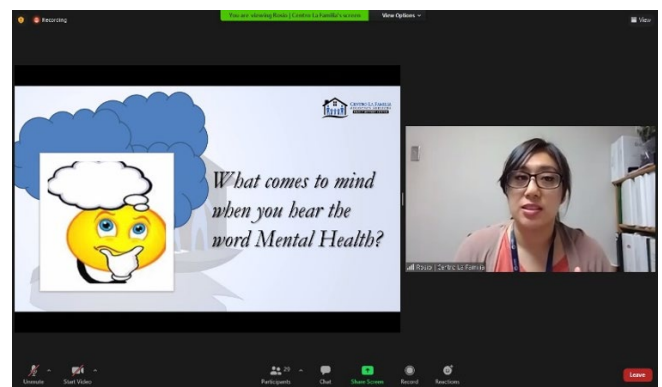 Recording
You are viewing Rosio | Centro La Familia's screen
View Options
View
CENTRO LA FAMILIA
What comes to mind
when you hear the
word Mental Health?
Rosio | Centro La Familia
Unmute
Start Video
29
Participants
Chat
Share Screen
Record
Reactions
Leave